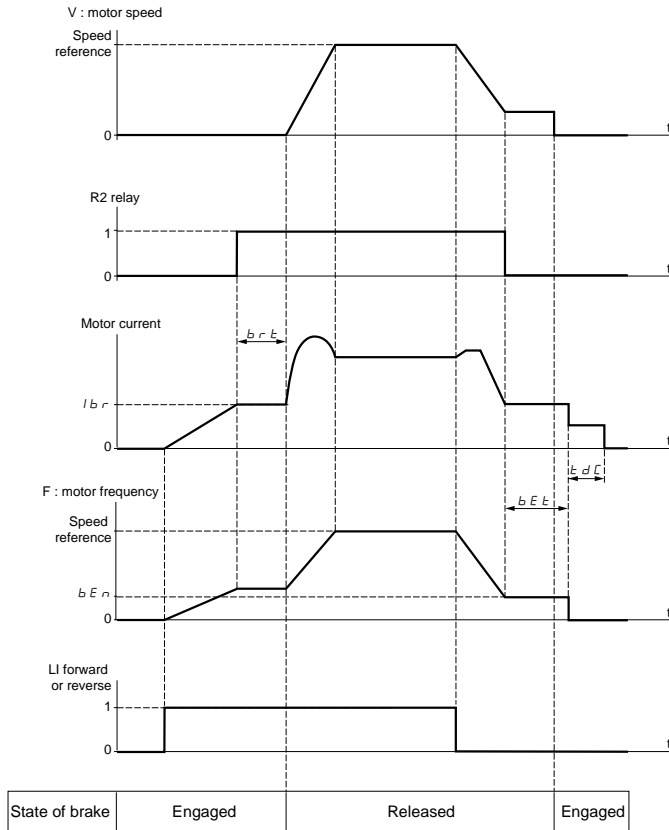 V : motor speed
Speed
reference
0
t
R2 relay
1
0
t
Motor current
brt
Ibr
0
t
tdC
F : motor frequency
bEt
Speed
reference
bEn
0
t
LI forward
or reverse
1
0
t
State of brake Engaged Released Engaged